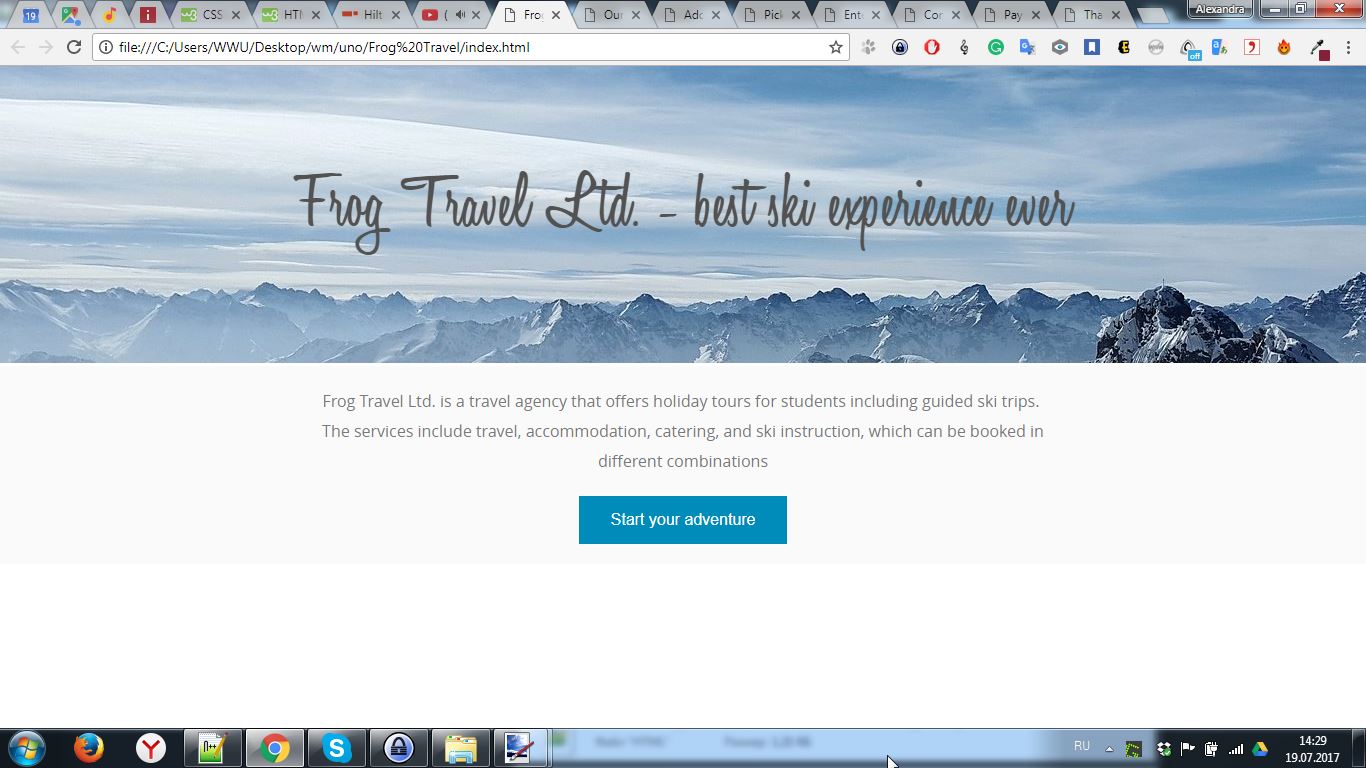 Alexandra
19
CSS
HTM
Hilt
(
Fro
Our
Add
Pick
Ente
Con
Pay
Tha
file:///C:/Users/WWU/Desktop/wm/uno/Frog%20Travel/index.html
off
Frog Travel Ltd. - best ski experience ever
Frog Travel Ltd. is a travel agency that offers holiday tours for students including guided ski trips.
The services include travel, accommodation, catering, and ski instruction, which can be booked in
different combinations
Start your adventure
RU
14:29
19.07.2017